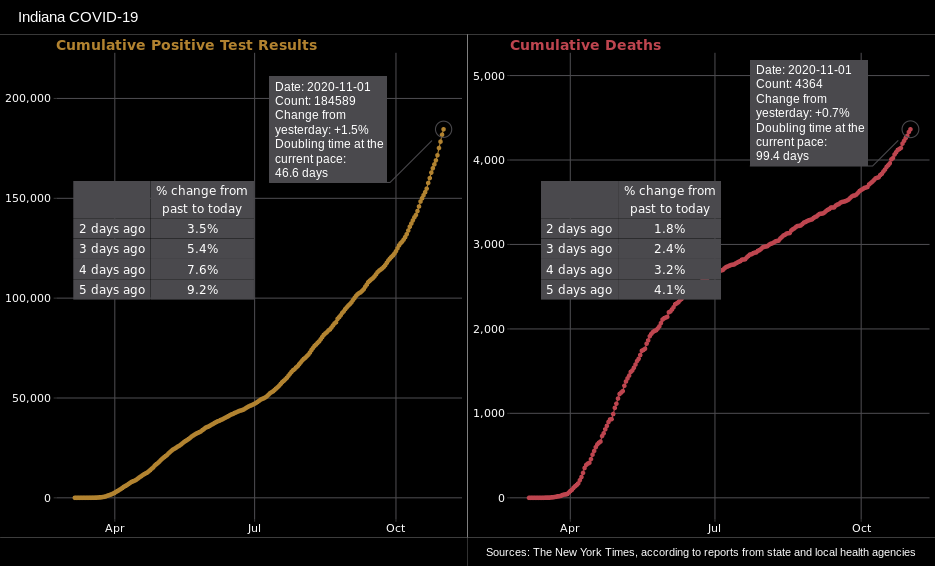 Indiana COVID-19
Cumulative Positive Test Results
200,000
150,000
100,000
50,000
0
Apr
Jul
Oct
Date: 2020-11-01
Count: 184589
Change from
yesterday: +1.5%
Doubling time at the
current pace:
46.6 days
% change from
past to today
2 days ago 3.5%
3 days ago 5.4%
4 days ago 7.6%
5 days ago 9.2%
Cumulative Deaths
5,000
4,000
3,000
2,000
1,000
0
Apr
Jul
Oct
Date: 2020-11-01
Count: 4364
Change from
yesterday: +0.7%
Doubling time at the
current pace:
99.4 days
% change from
past to today
2 days ago 1.8%
3 days ago 2.4%
4 days ago 3.2%
5 days ago 4.1%
Sources: The New York Times, according to reports from state and local health agencies